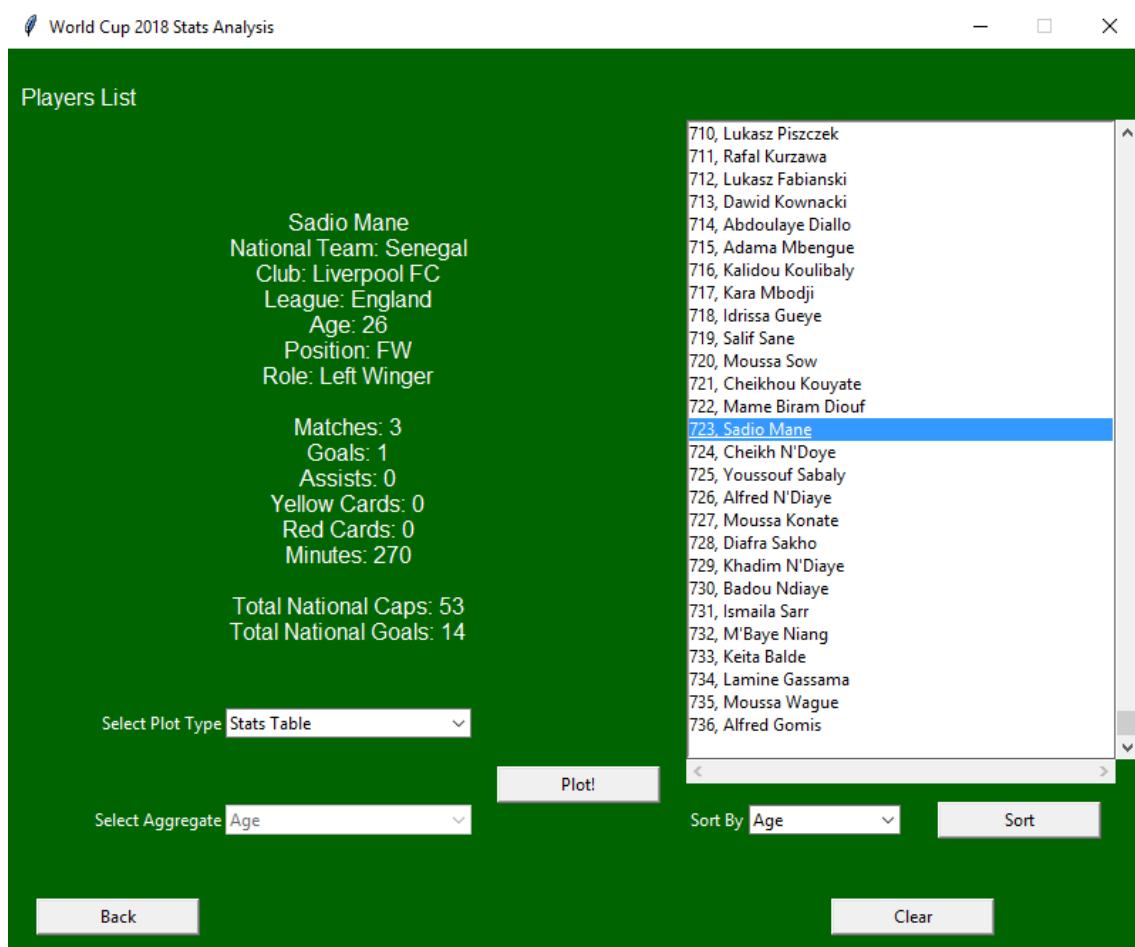 World Cup 2018 Stats Analysis
Players List
Sadio Mane
National Team: Senegal
Club: Liverpool FC
League: England
Age: 26
Position: FW
Role: Left Winger
Matches: 3
Goals: 1
Assists: 0
Yellow Cards: 0
Red Cards: 0
Minutes: 270
Total National Caps: 53
Total National Goals: 14
Select Plot Type Stats Table
Plot!
Select Aggregate Age
710, Lukasz Piszczek
711, Rafal Kurzawa
712, Lukasz Fabianski
713, Dawid Kownacki
714, Abdoulaye Diallo
715, Adama Mbengue
716, Kalidou Koulibaly
717, Kara Mbodji
718, Idrissa Gueye
719, Salif Sane
720, Moussa Sow
721, Cheikhou Kouyate
722, Mame Biram Diouf
723, Sadio Mane
724, Cheikh N'Doye
725, Youssouf Sabaly
726, Alfred N'Diaye
727, Moussa Konate
728, Diafra Sakho
729, Khadim N'Diaye
730, Badou Ndiaye
731, Ismaila Sarr
732, M'Baye Niang
733, Keita Balde
734, Lamine Gassama
735, Moussa Wague
736, Alfred Gomis
Sort By Age
Sort
Back
Clear